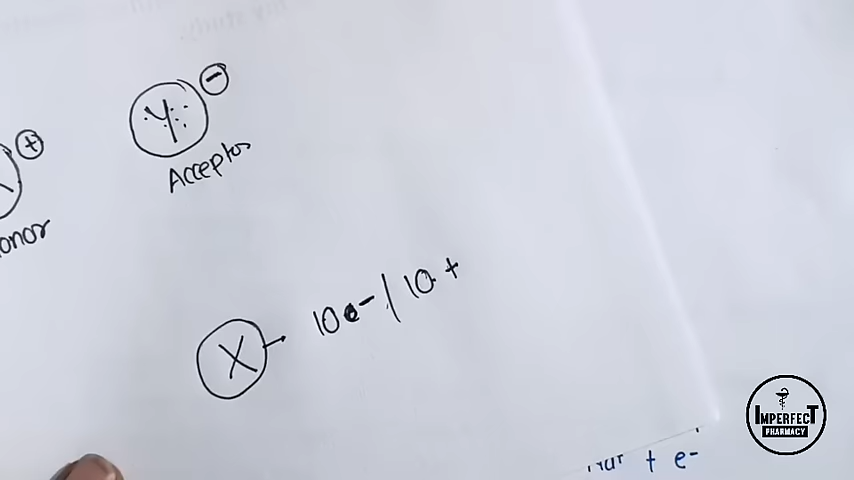 −
Y
Acceptor
+
onor
X → 10e- / 10 +
+ e-
IMPERFECT
PHARMACY